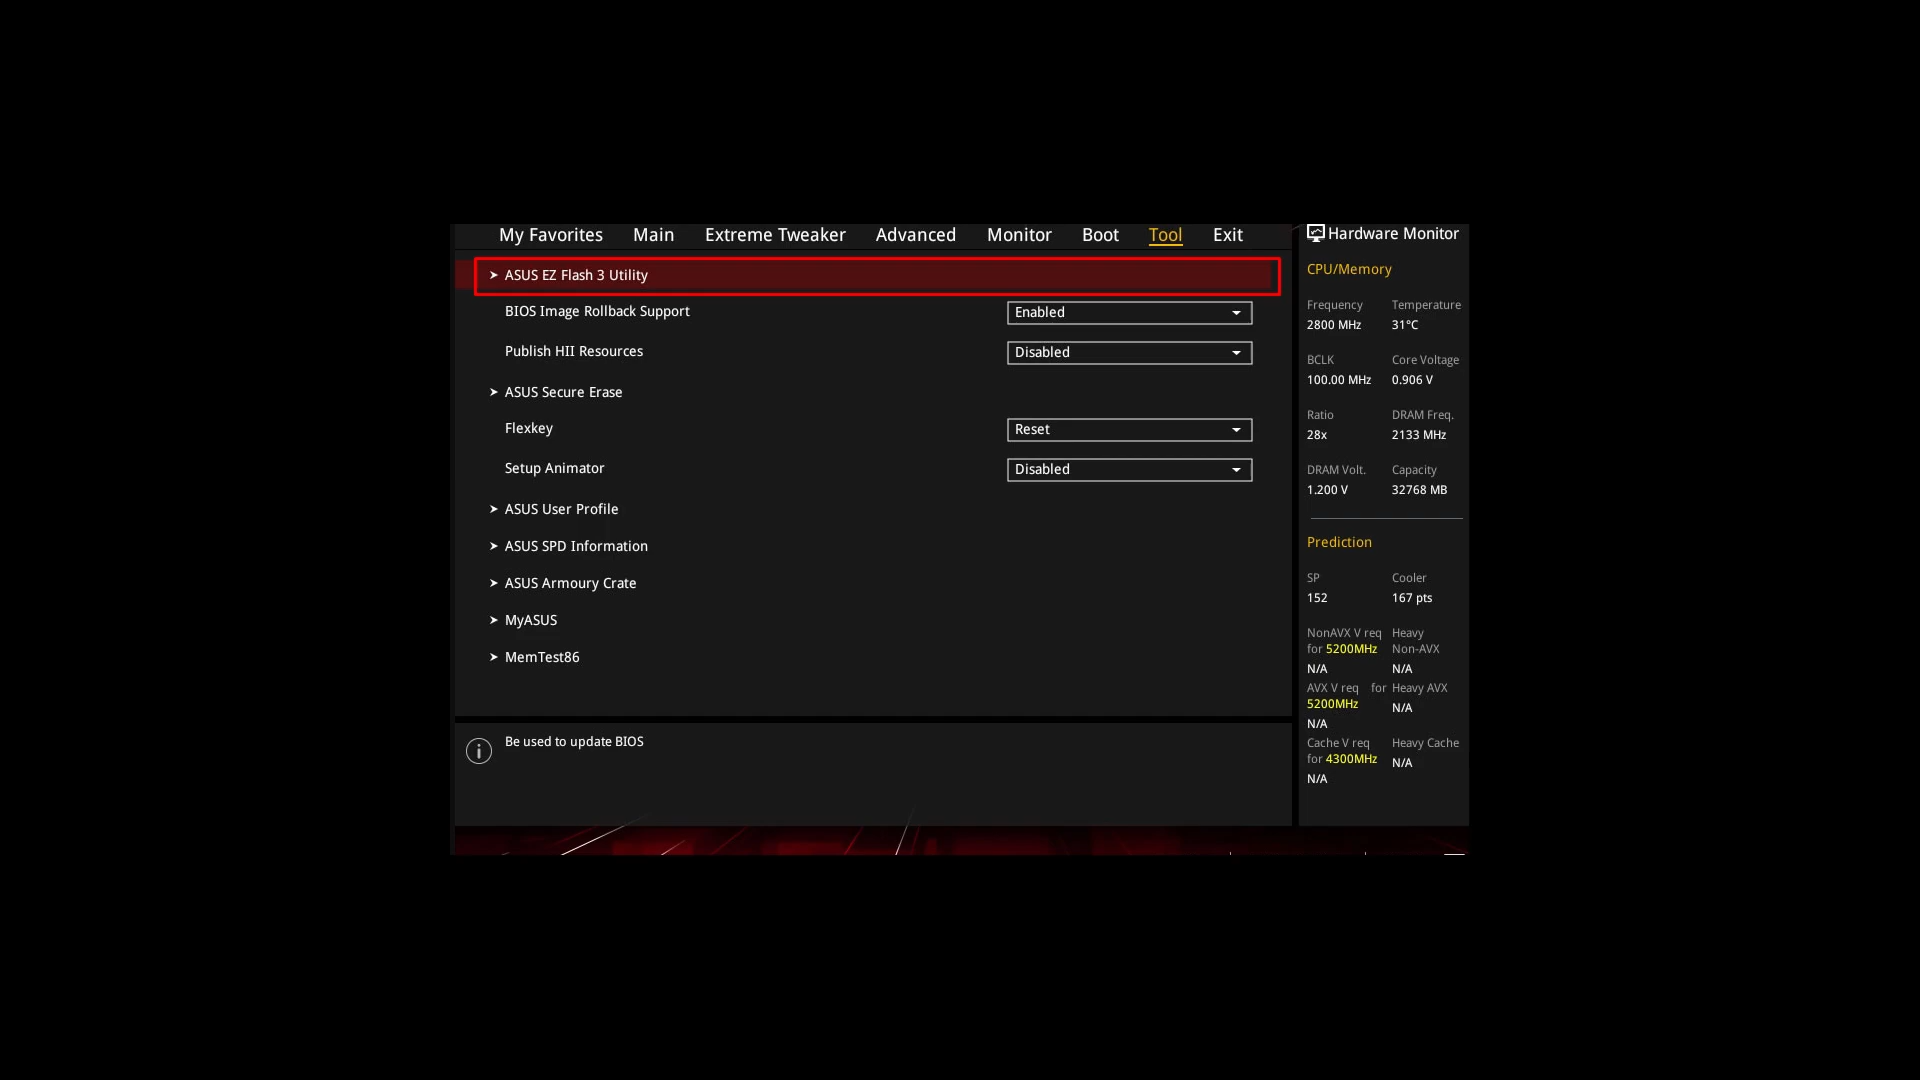 My Favorites Main Extreme Tweaker Advanced Monitor Boot Tool Exit
ASUS EZ Flash 3 Utility
BIOS Image Rollback Support Enabled
Publish HII Resources Disabled
ASUS Secure Erase
Flexkey Reset
Setup Animator Disabled
ASUS User Profile
ASUS SPD Information
ASUS Armoury Crate
MyASUS
MemTest86
Be used to update BIOS
Hardware Monitor
CPU/Memory
Frequency Temperature
2800 MHz 31°C
BCLK Core Voltage
100.00 MHz 0.906 V
Ratio DRAM Freq.
28x 2133 MHz
DRAM Volt. Capacity
1.200 V 32768 MB
Prediction
SP Cooler
152 167 pts
NonAVX V req Heavy
for 5200MHz Non-AVX
N/A N/A
AVX V req for Heavy AVX
5200MHz N/A
N/A
Cache V req Heavy Cache
for 4300MHz N/A
N/A